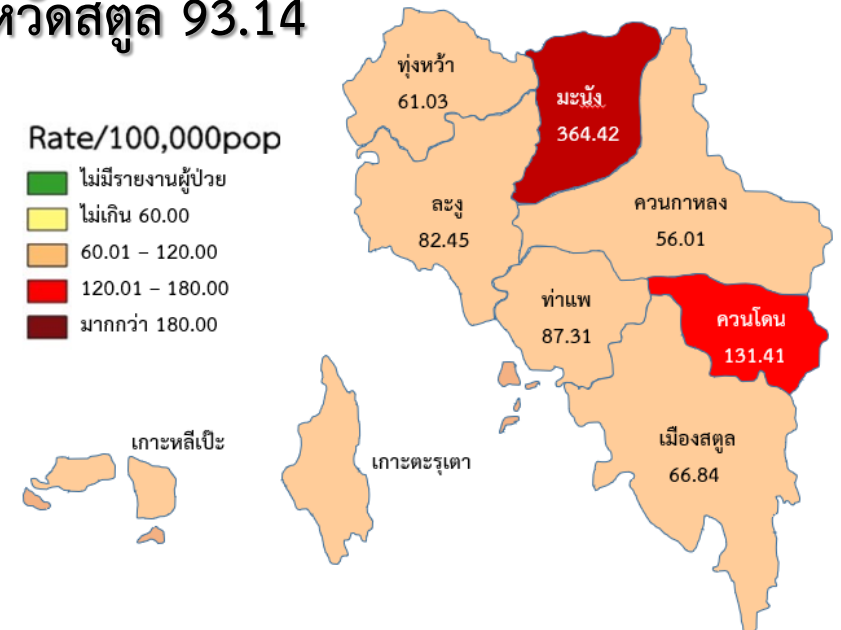 หวัดสตูล 93.14
ทุ่งหว้า
61.03
มะนัง
364.42
Rate/100,000pop
ไม่มีรายงานผู้ป่วย
ไม่เกิน 60.00
60.01 – 120.00
120.01 – 180.00
มากกว่า 180.00
ละงู
82.45
ควนกาหลง
56.01
ท่าแพ
87.31
ควนโดน
131.41
เกาะหลีเป๊ะ
เกาะตะรุเตา
เมืองสตูล
66.84